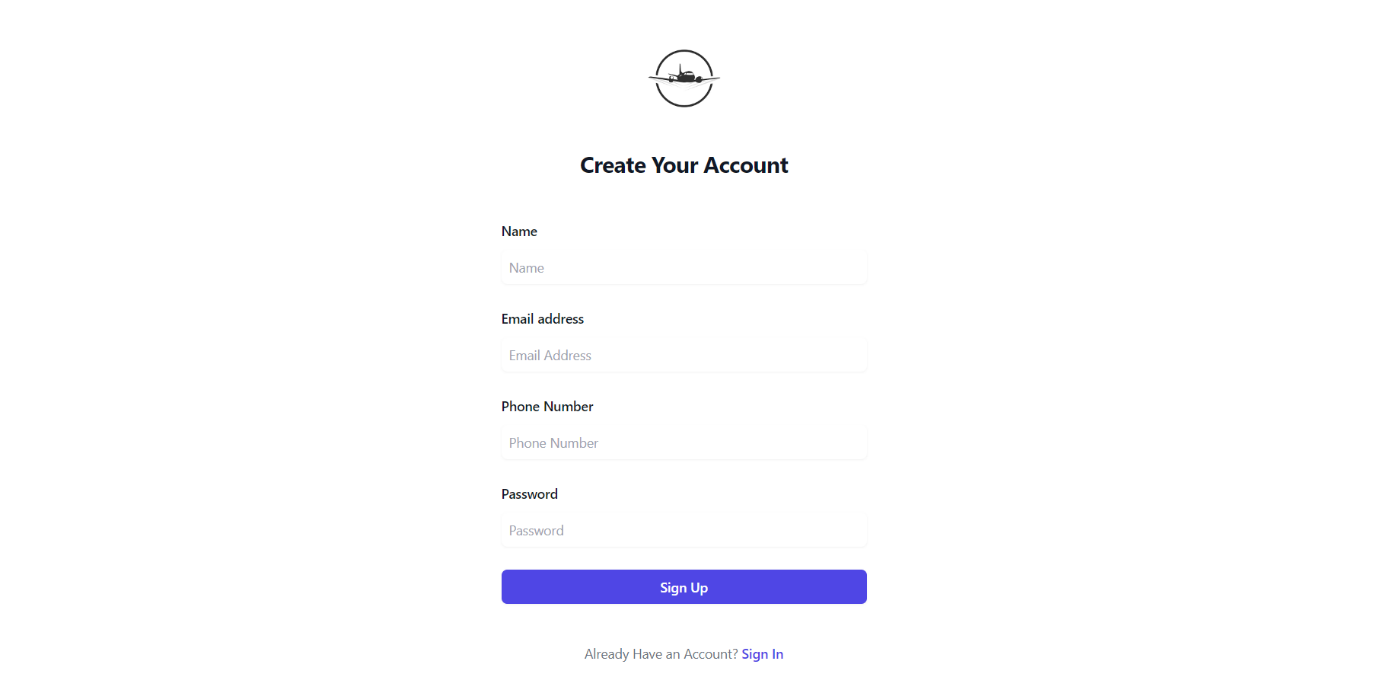 Create Your Account
Name
Name
Email address
Email Address
Phone Number
Phone Number
Password
Password
Sign Up
Already Have an Account? Sign In